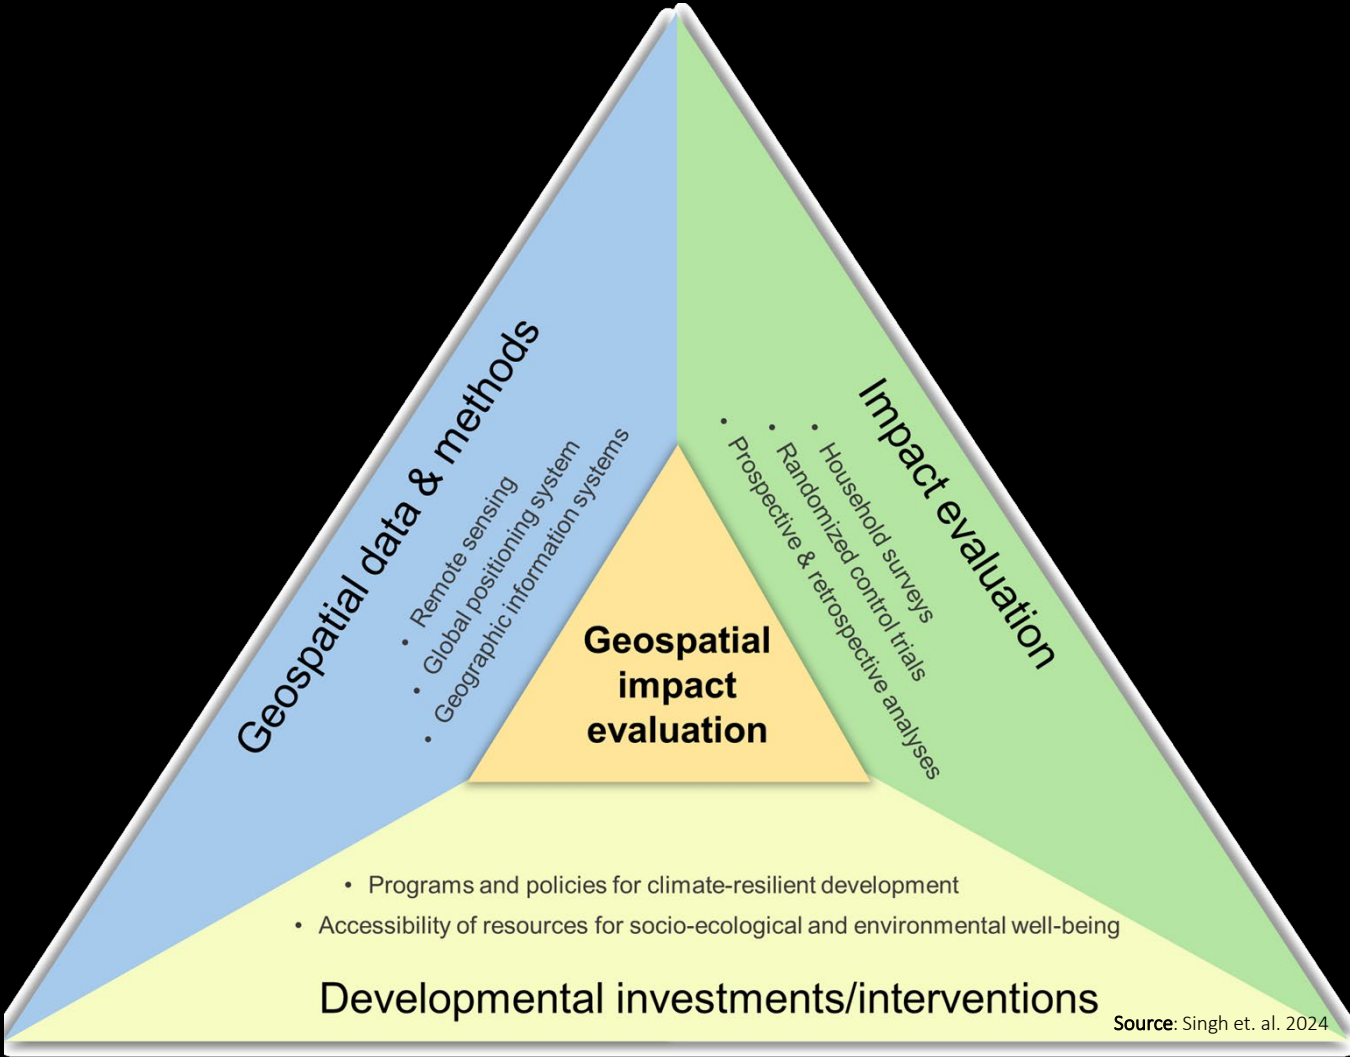 Geospatial data & methods
• Remote sensing
• Global positioning system
• Geographic information systems
Impact evaluation
• Household surveys
• Randomized control trials
• Prospective & retrospective analyses
Geospatial
impact
evaluation
• Programs and policies for climate-resilient development
• Accessibility of resources for socio-ecological and environmental well-being
Developmental investments/interventions
Source: Singh et. al. 2024